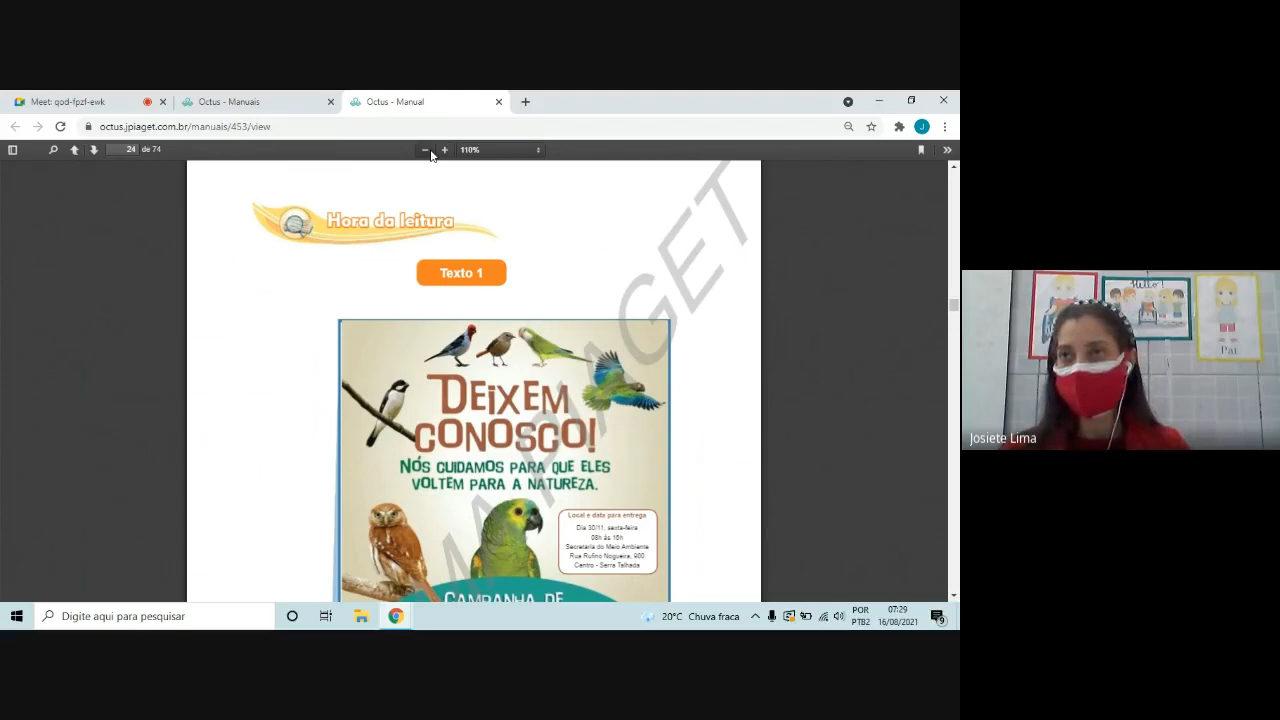 Meet: qod-fpzf-ewk
Octus - Manuais
Octus - Manual
octus.jpiaget.com.br/manuais/453/view
24 de 74
110%
Hora da leitura
Texto 1
DEIXEM
CONOSCO!
NÓS CUIDAMOS PARA QUE ELES
VOLTEM PARA A NATUREZA.
Local e data para entrega
Dia 30/11, sexta-feira
08h às 16h
Secretaria do Meio Ambiente
Rua Rufino Nogueira, 900
Centro - Serra Talhada
CAMPANHA DE
PIAGET
Hello!
Pai
Josiete Lima
Digite aqui para pesquisar
20°C Chuva fraca
POR
PTB2
07:29
16/08/2021
9
J